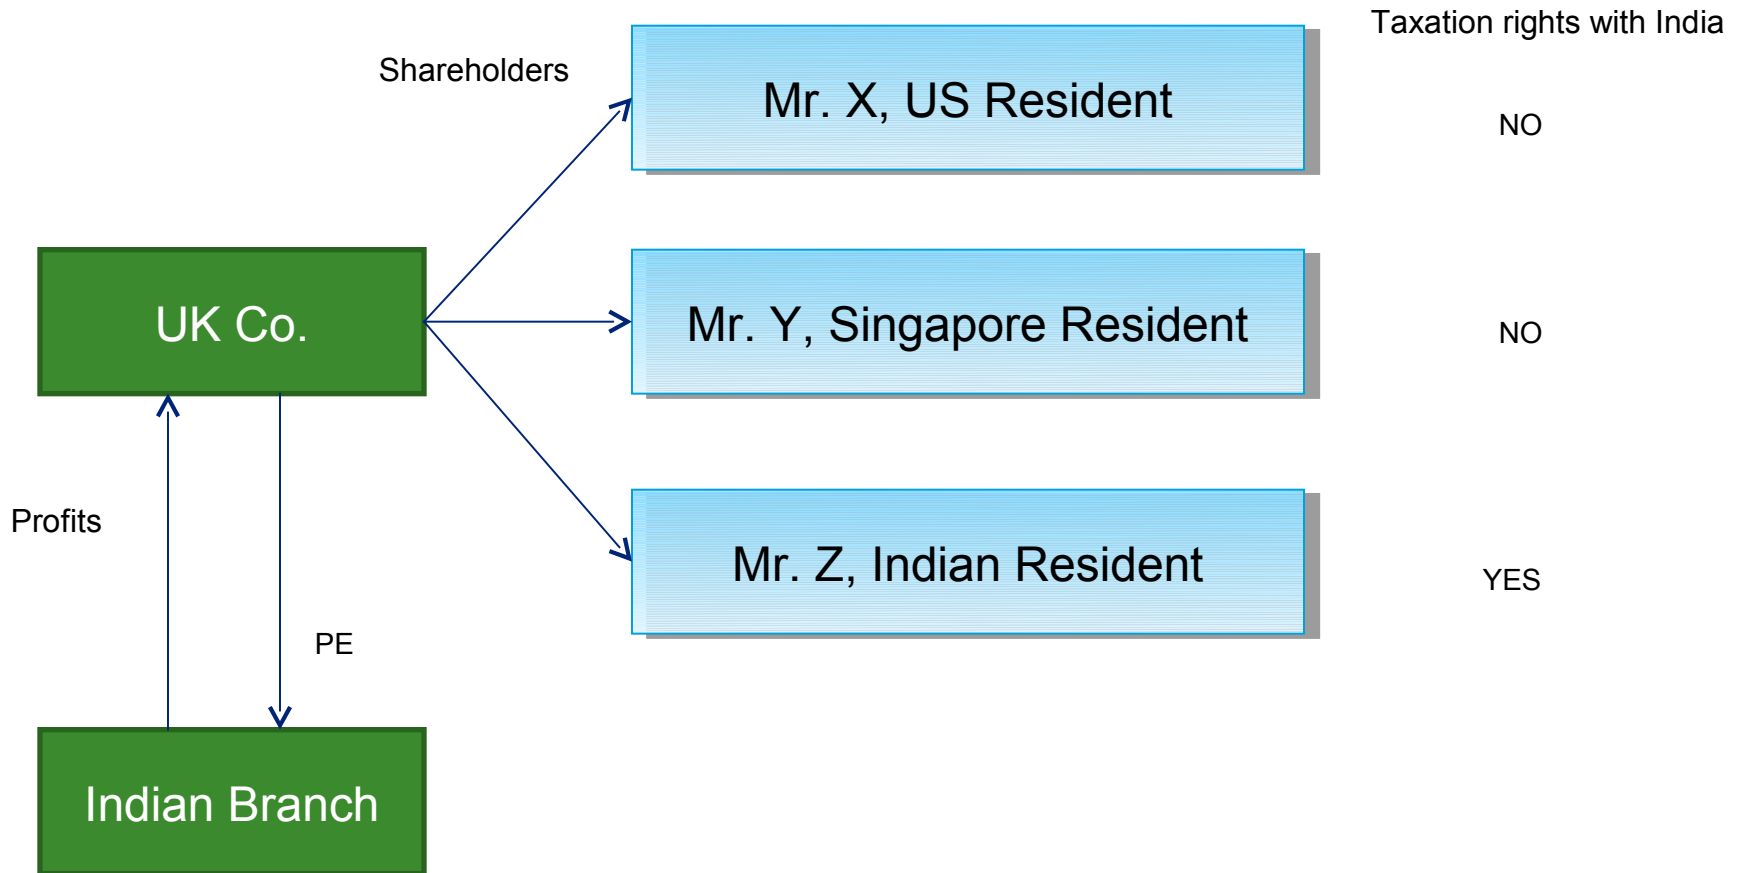 Taxation rights with India
Shareholders
Mr. X, US Resident
NO
UK Co.
Mr. Y, Singapore Resident
NO
Profits
Mr. Z, Indian Resident
YES
PE
Indian Branch